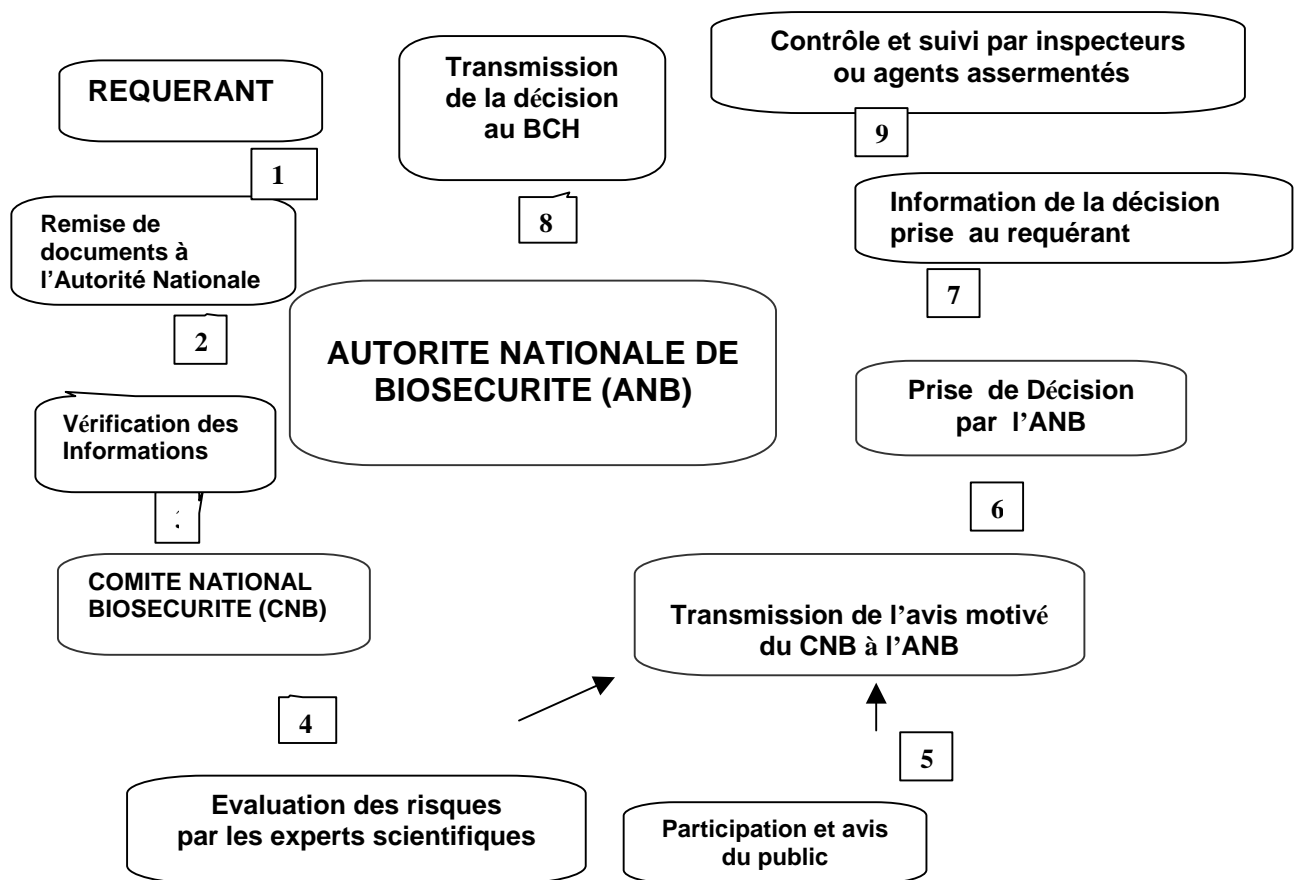 REQUERANT
1
Remise de
documents à
l’Autorité Nationale
2
Vérification des
Informations
COMITE NATIONAL
BIOSECURITE (CNB)
4
Evaluation des risques
par les experts scientifiques
Transmission
de la décision
au BCH
8
AUTORITE NATIONALE DE
BIOSECURITE (ANB)
Contrôle et suivi par inspecteurs
ou agents assermentés
9
Information de la décision
prise au requérant
7
Prise de Décision
par l’ANB
6
Transmission de l’avis motivé
du CNB à l’ANB
5
Participation et avis
du public